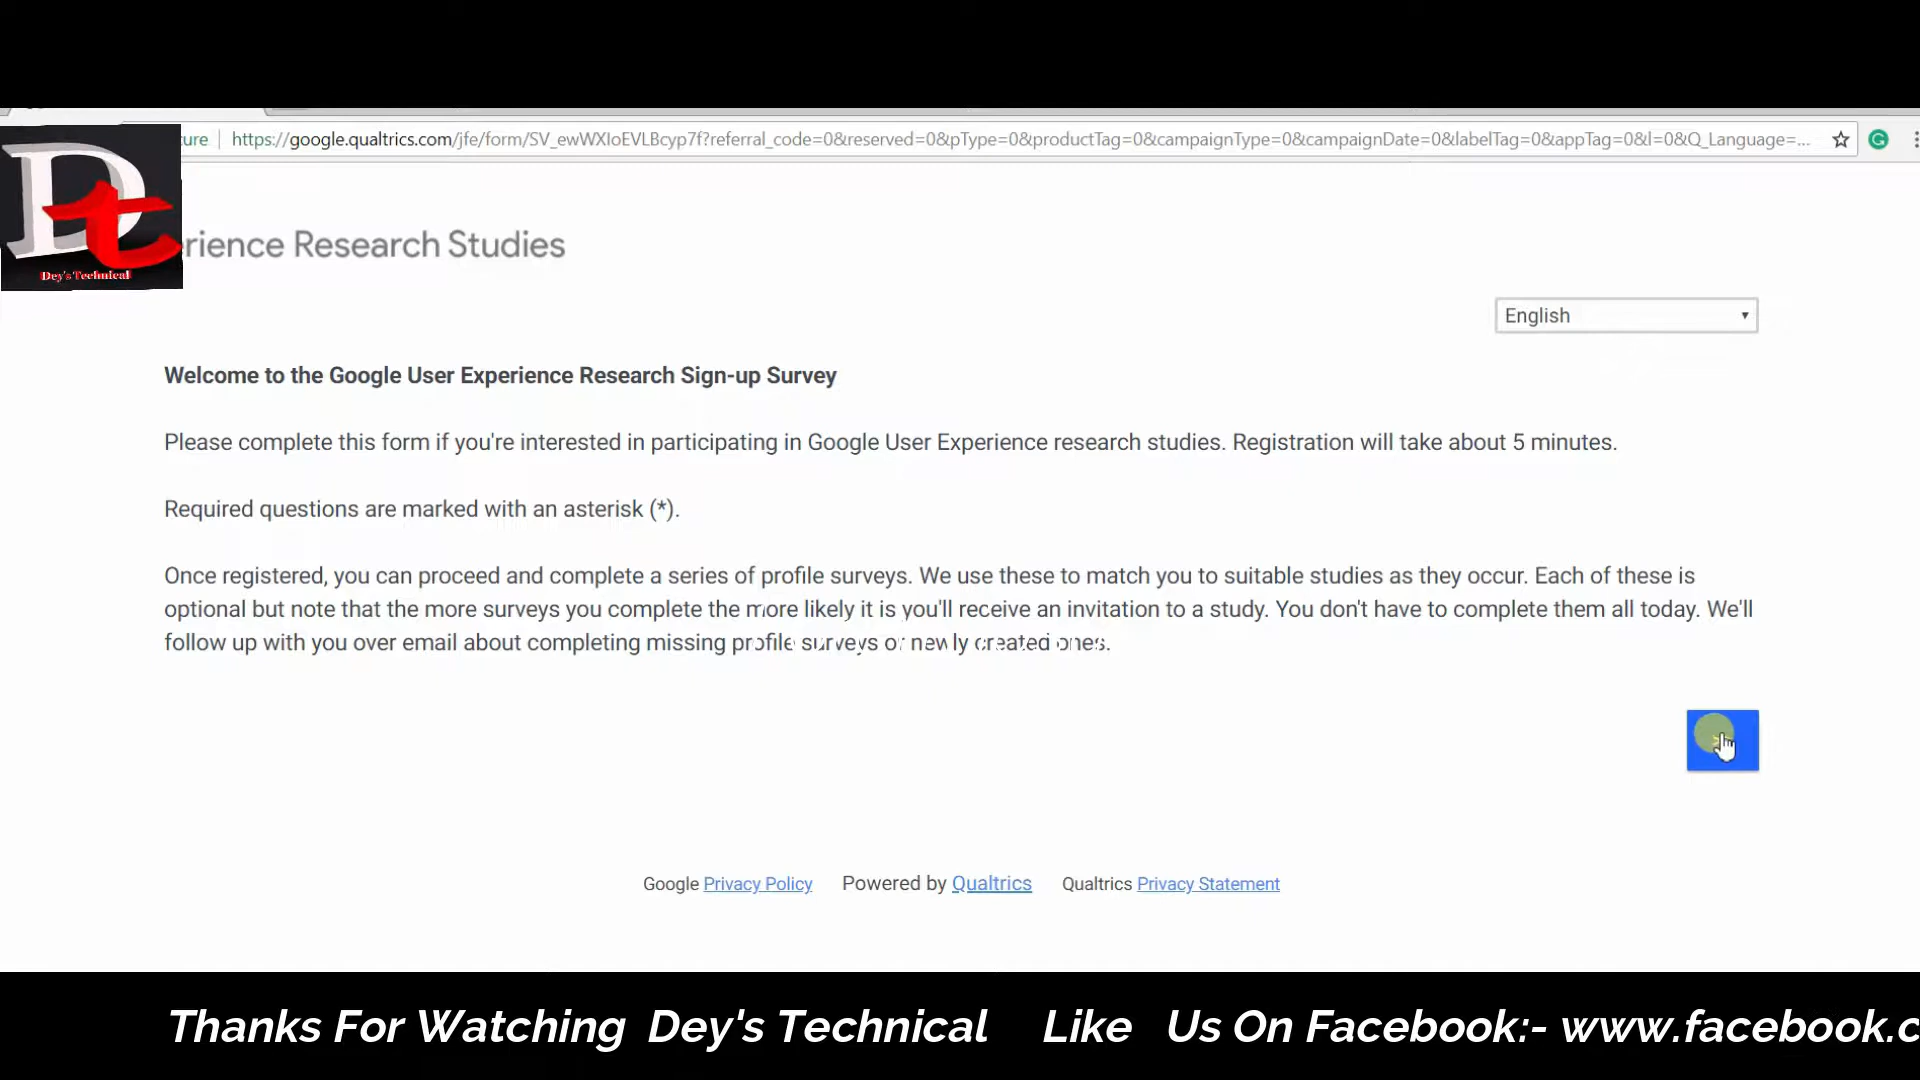 ure https://google.qualtrics.com/jfe/form/SV_ewWXIoEVLBcyp7f?referral_code=0&reserved=0&pType=0&productTag=0&campaignType=0&campaignDate=0&labelTag=0&appTag=0&l=0&Q_Language=...
Dt
Dey's Technical
erience Research Studies
English
Welcome to the Google User Experience Research Sign-up Survey
Please complete this form if you're interested in participating in Google User Experience research studies. Registration will take about 5 minutes.
Required questions are marked with an asterisk (*).
Once registered, you can proceed and complete a series of profile surveys. We use these to match you to suitable studies as they occur. Each of these is
optional but note that the more surveys you complete the more likely it is you'll receive an invitation to a study. You don't have to complete them all today. We'll
follow up with you over email about completing missing profile surveys or newly created ones.
Google Privacy Policy Powered by Qualtrics Qualtrics Privacy Statement
Thanks For Watching Dey's Technical Like Us On Facebook:- www.facebook.c